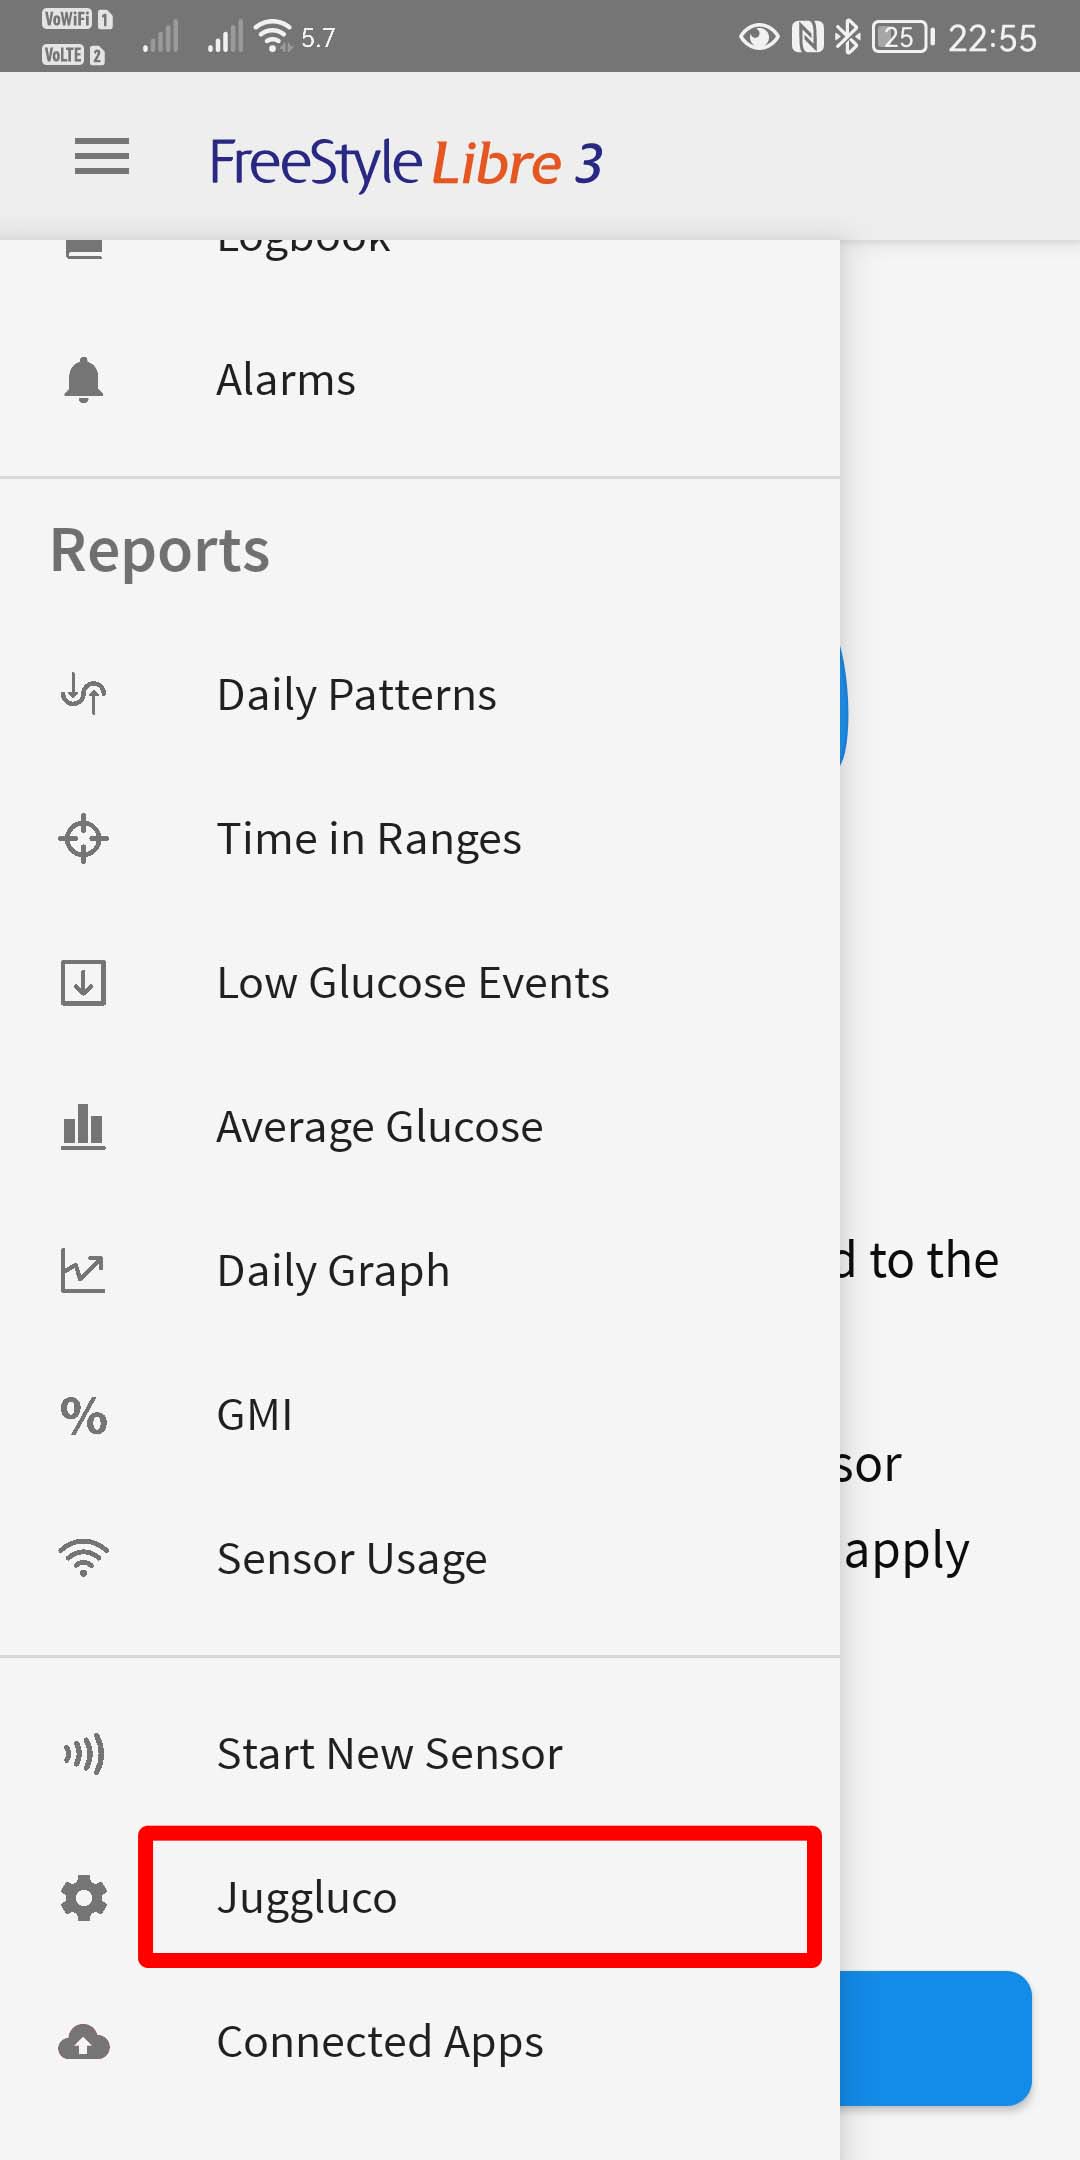 VoWiFi 1
VoLTE 2
5.7
25
22:55
FreeStyle Libre 3
Logbook
Alarms
Reports
Daily Patterns
Time in Ranges
Low Glucose Events
Average Glucose
Daily Graph
d to the
% GMI
sor
apply
Sensor Usage
Start New Sensor
Juggluco
Connected Apps